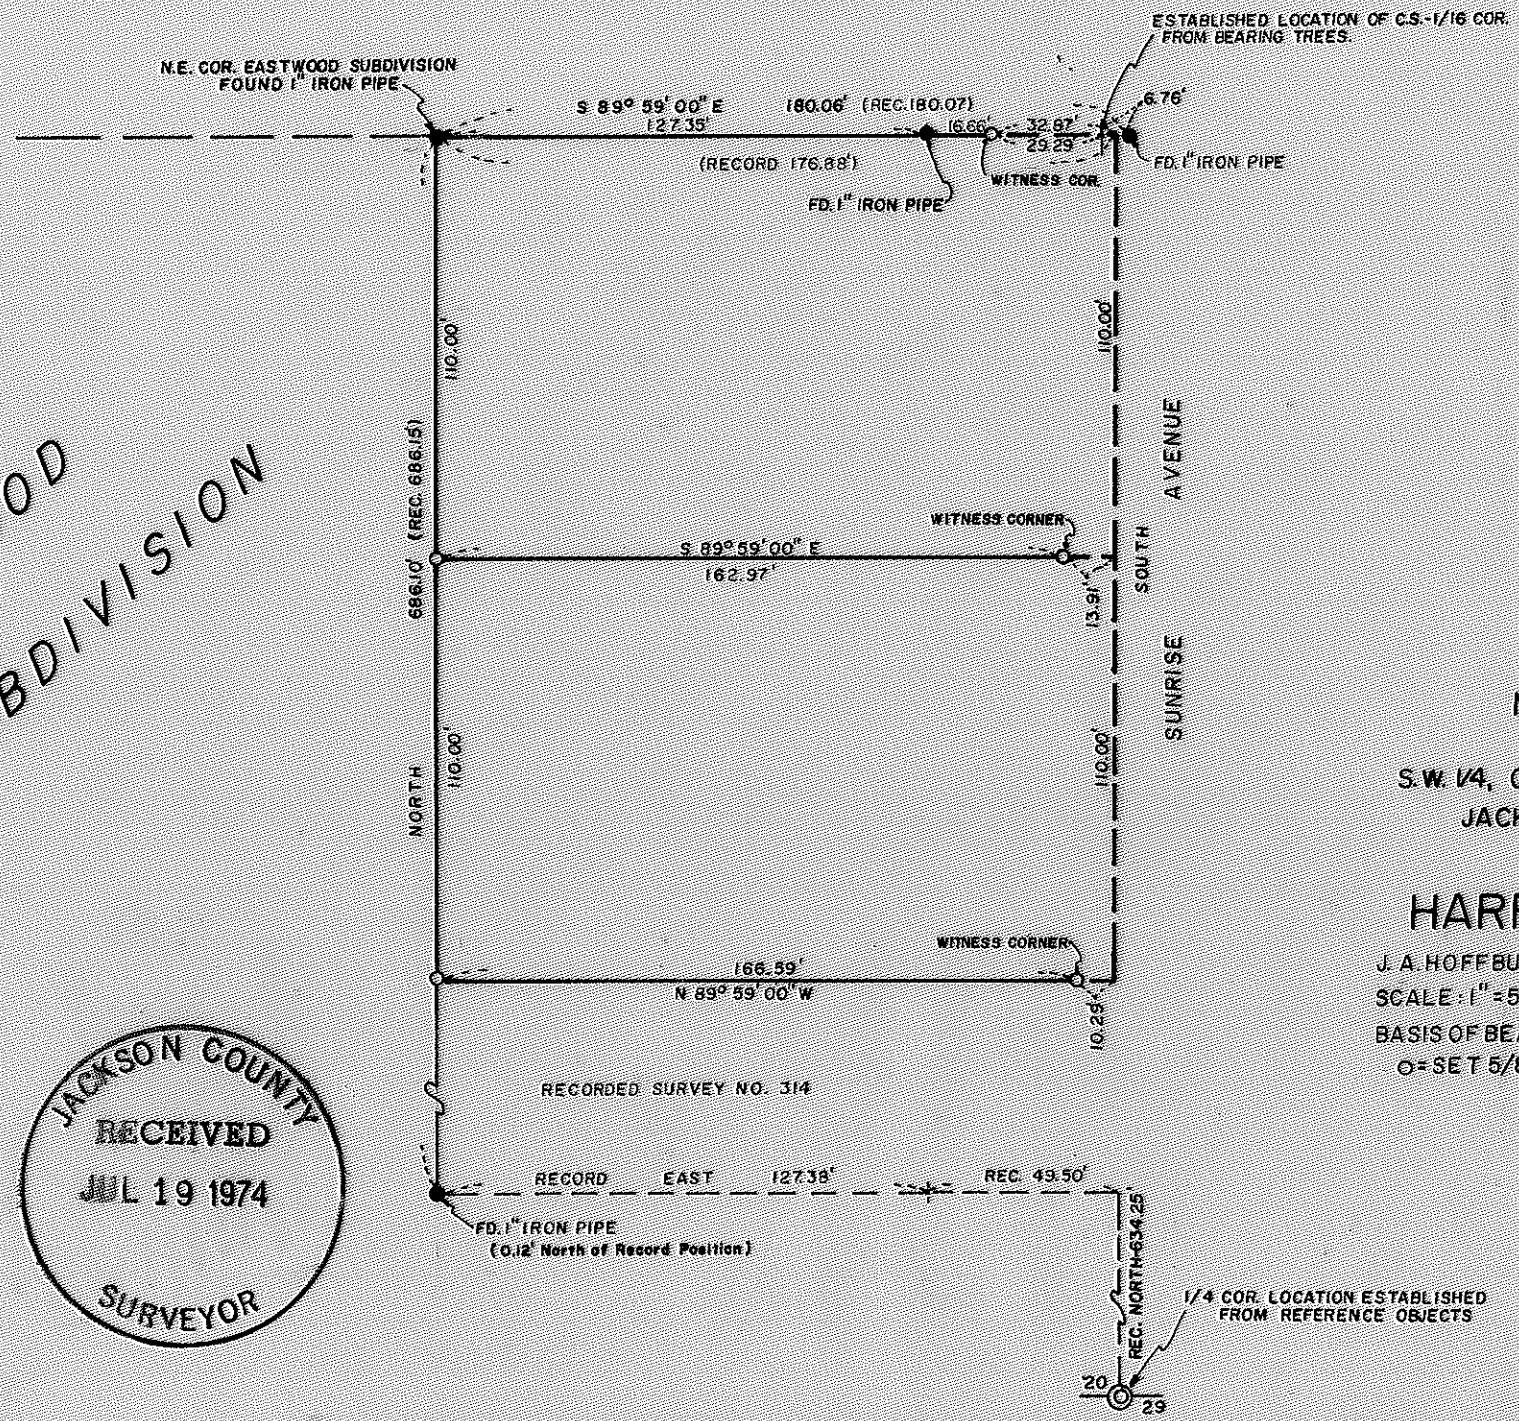 ESTABLISHED LOCATION OF C.S.-1/16 COR.
FROM BEARING TREES.
N.E. COR. EASTWOOD SUBDIVISION
FOUND 1" IRON PIPE
S 89° 59' 00" E 180.06' (REC. 180.07)
6.76'
127.35'
16.66'
32.87'
29.29'
(RECORD 176.88')
WITNESS COR.
FD. 1" IRON PIPE
FD. 1" IRON PIPE
110.00'
110.00'
OD
BDIVISION
686.10' (REC. 686.15')
NORTH
SOUTH
SUNRISE AVENUE
WITNESS CORNER
S 89° 59' 00" E
162.97'
13.91'
110.00'
110.00'
S.W. 1/4,
JACK
HARR
J. A. HOFFBU
SCALE: 1" = 5
BASIS OF BEA
O = SET 5/8
WITNESS CORNER
166.59'
N 89° 59' 00" W
10.29'
RECORDED SURVEY NO. 314
JACKSON COUNTY
RECEIVED
JUL 19 1974
SURVEYOR
RECORD EAST 127.38' REC. 49.50'
FD. 1" IRON PIPE
(0.12' North of Record Position)
REC. NORTH-634.25'
1/4 COR. LOCATION ESTABLISHED
FROM REFERENCE OBJECTS
20
29